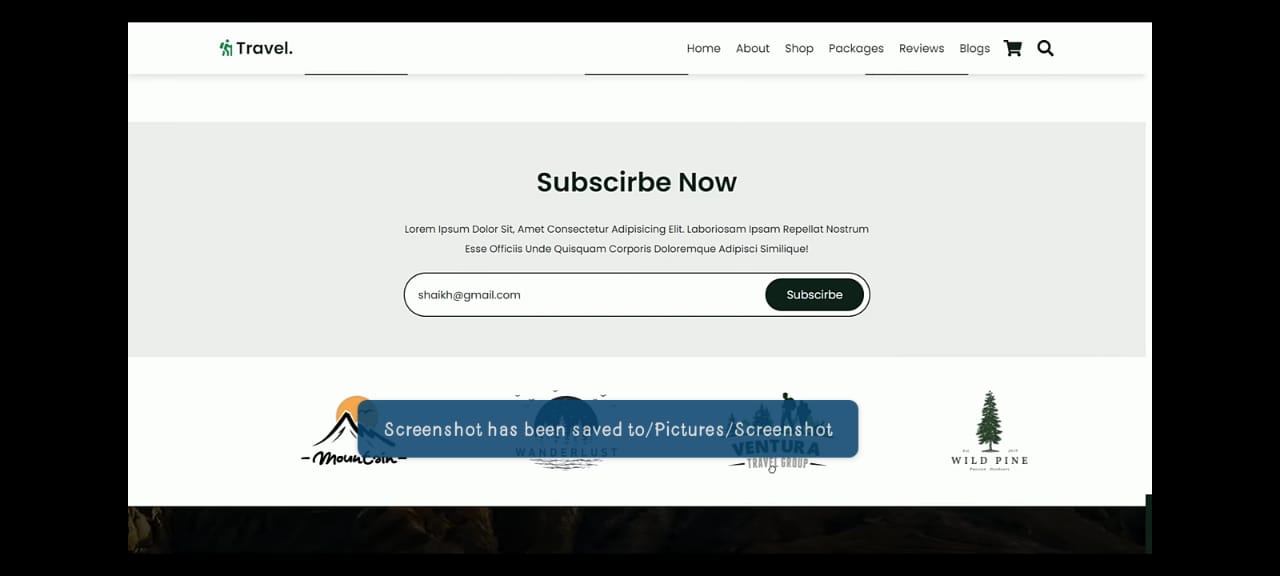 Travel.
Home About Shop Packages Reviews Blogs
Subscirbe Now
Lorem Ipsum Dolor Sit, Amet Consectetur Adipisicing Elit. Laboriosam Ipsam Repellat Nostrum
Esse Officiis Unde Quisquam Corporis Doloremque Adipisci Similique!
shaikh@gmail.com
Subscirbe
Screenshot has been saved to/Pictures/Screenshot
WANDERLUST
VENTURA
TRAVEL GROUP
WILD PINE